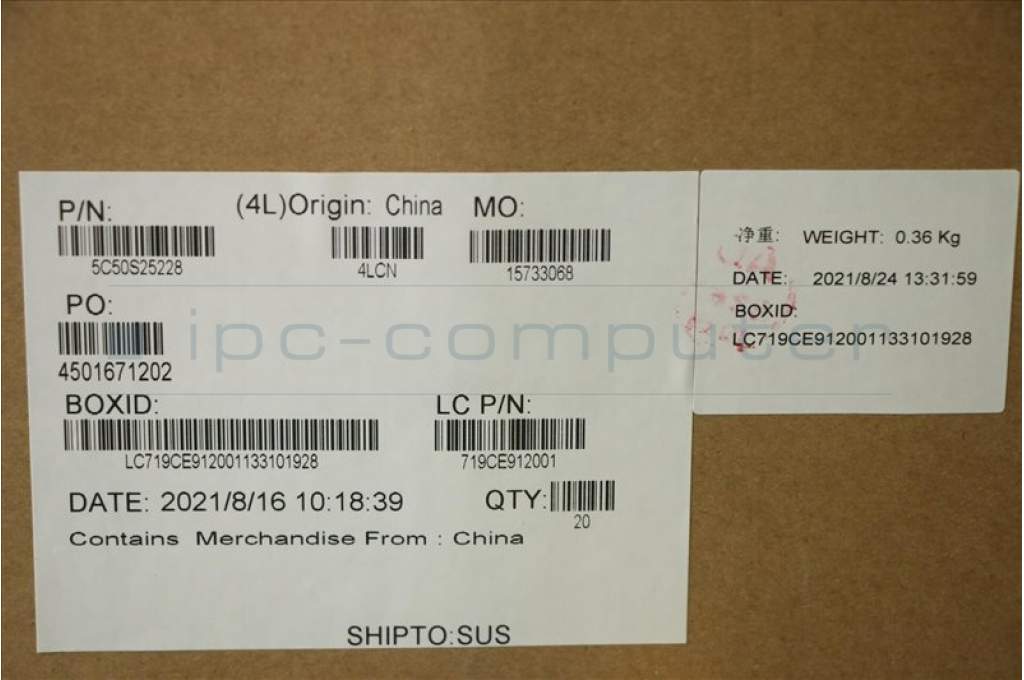 P/N: (4L)Origin: China MO:
5C50S25228 4LCN 15733068
PO:
4501671202
BOXID: LC P/N:
LC719CE912001133101928 719CE912001
DATE: 2021/8/16 10:18:39 QTY:
20
Contains Merchandise From : China
SHIPTO:SUS
净重: WEIGHT: 0.36 Kg
DATE: 2021/8/24 13:31:59
BOXID:
LC719CE912001133101928
ipc-computer